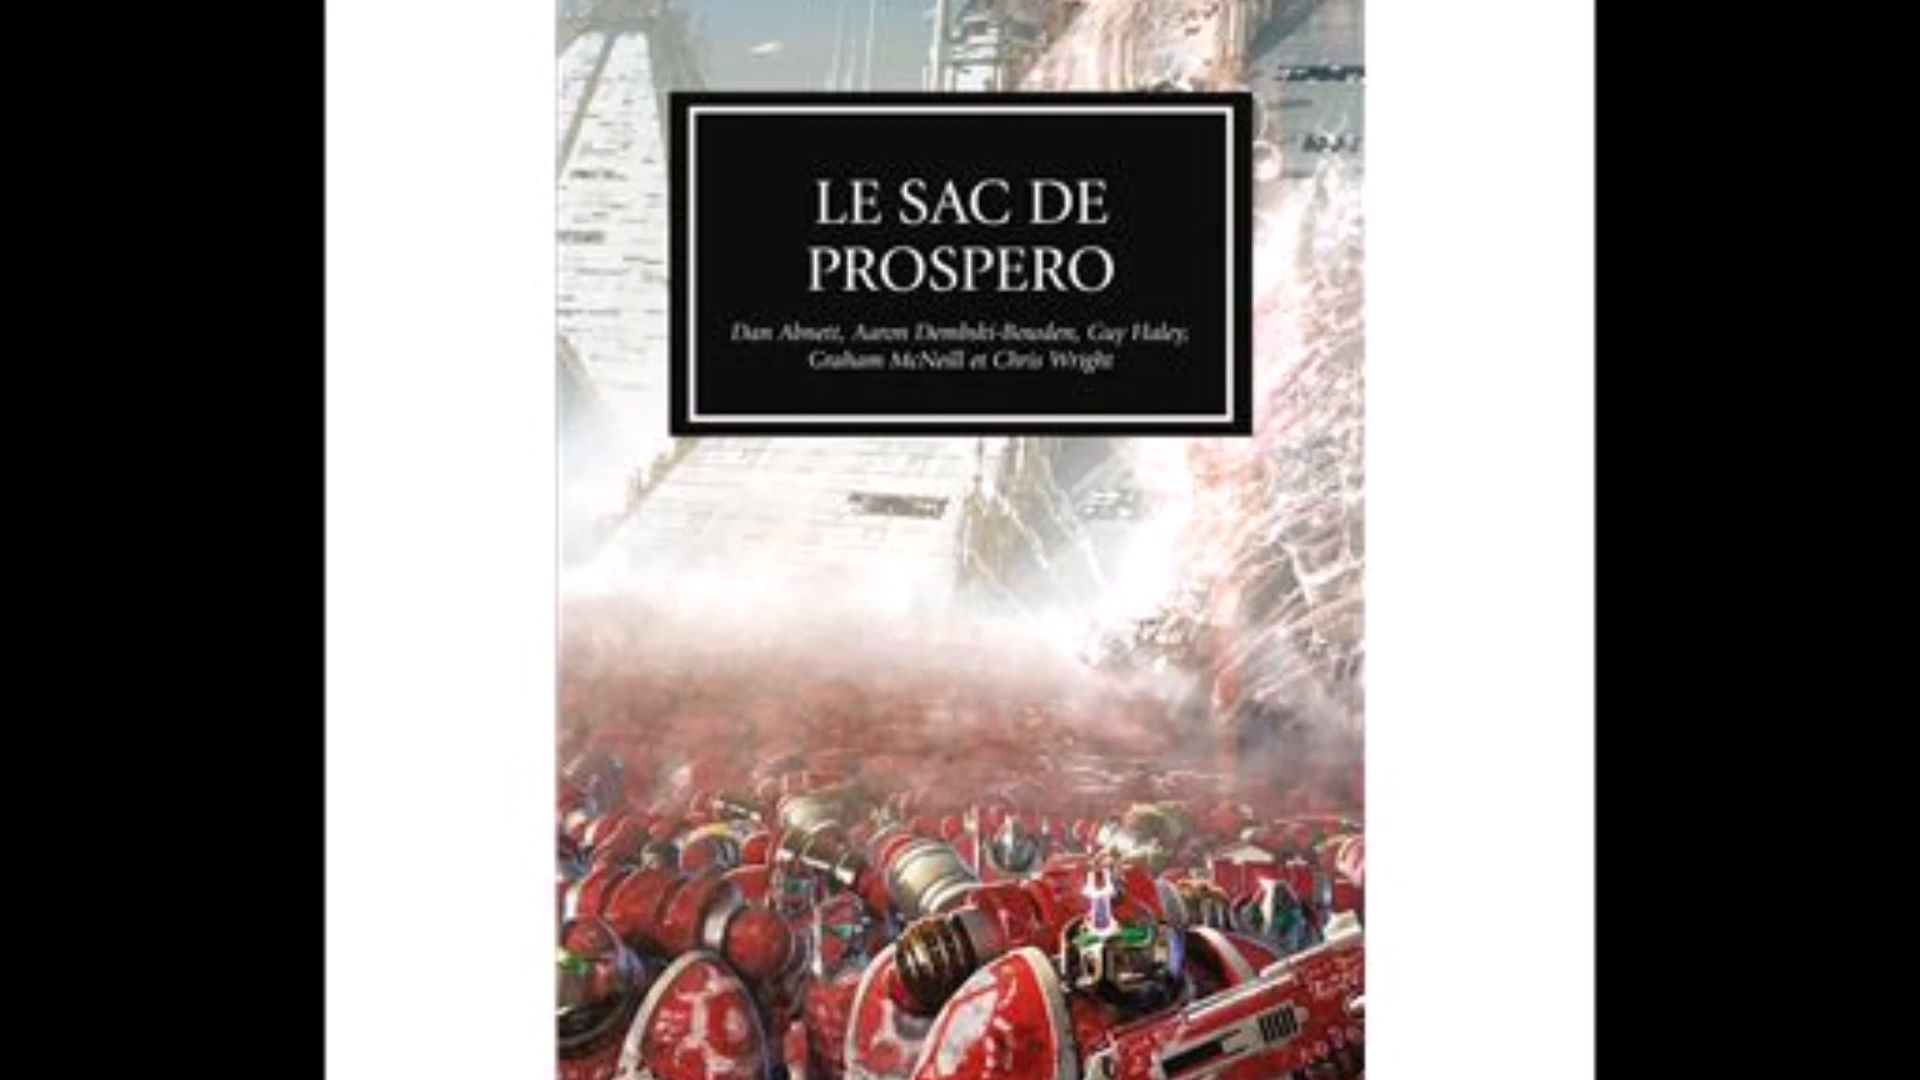 LE SAC DE
PROSPERO
Dan Abnett, Aaron Dembski-Bowden, Guy Haley,
Graham McNeill et Chris Wright